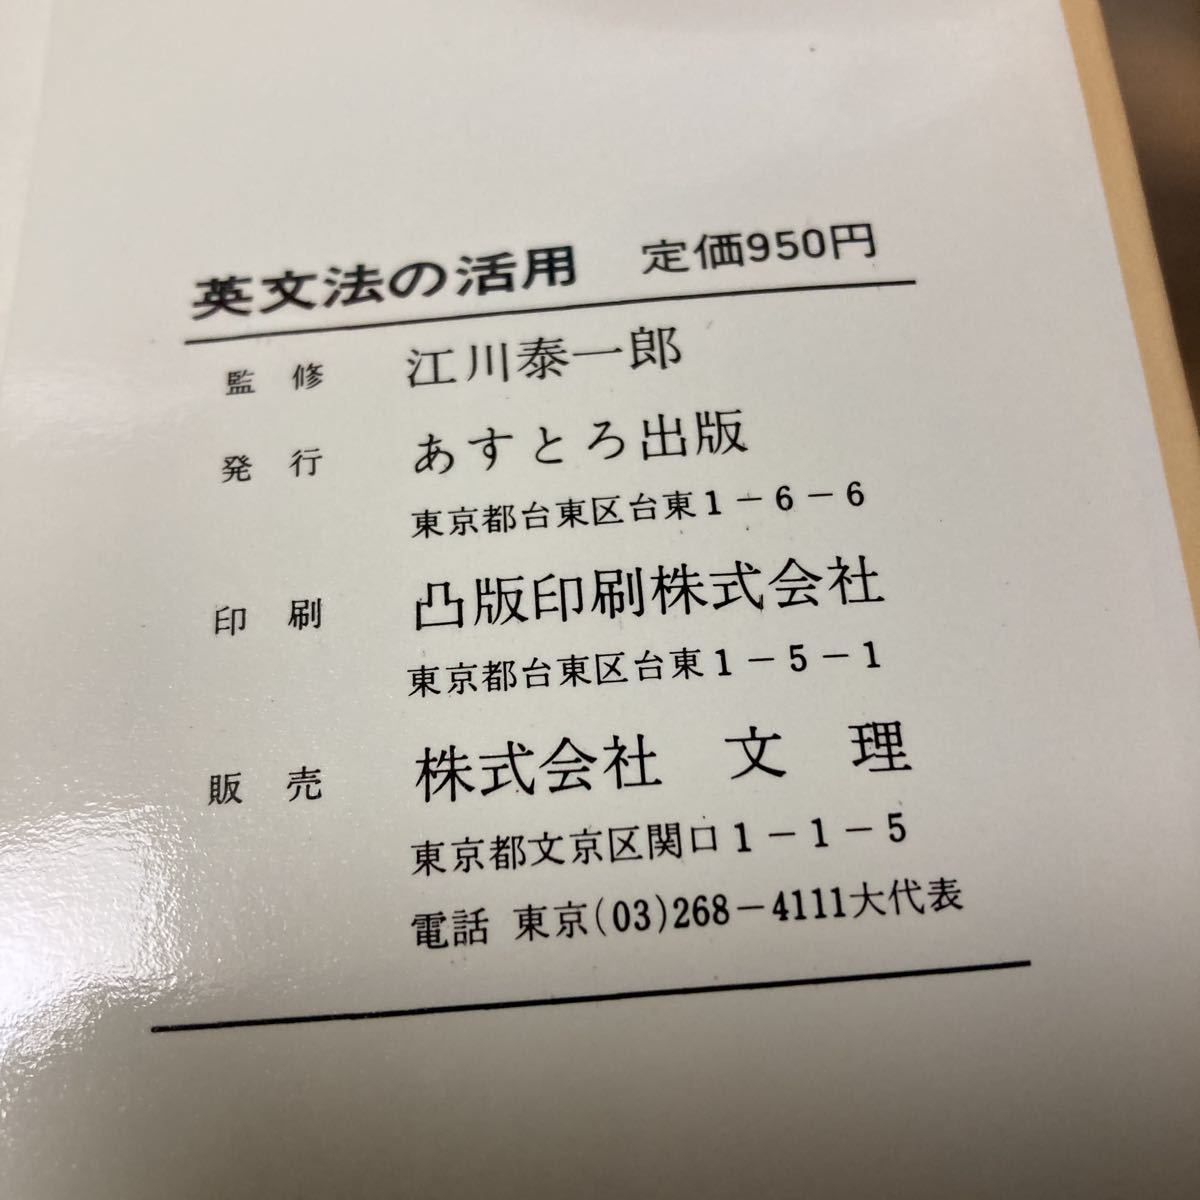 英文法の活用 定価950円
監修 江川泰一郎
発行 あすとろ出版
東京都台東区台東1-6-6
印刷 凸版印刷株式会社
東京都台東区台東1-5-1
販売 株式会社 文理
東京都文京区関口1-1-5
電話 東京(03)268-4111大代表